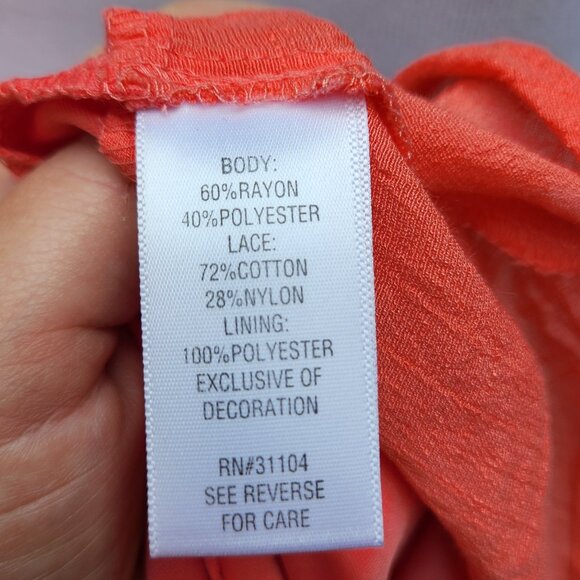 BODY:
60%RAYON
40%POLYESTER
LACE:
72%COTTON
28%NYLON
LINING:
100%POLYESTER
EXCLUSIVE OF
DECORATION
RN#31104
SEE REVERSE
FOR CARE